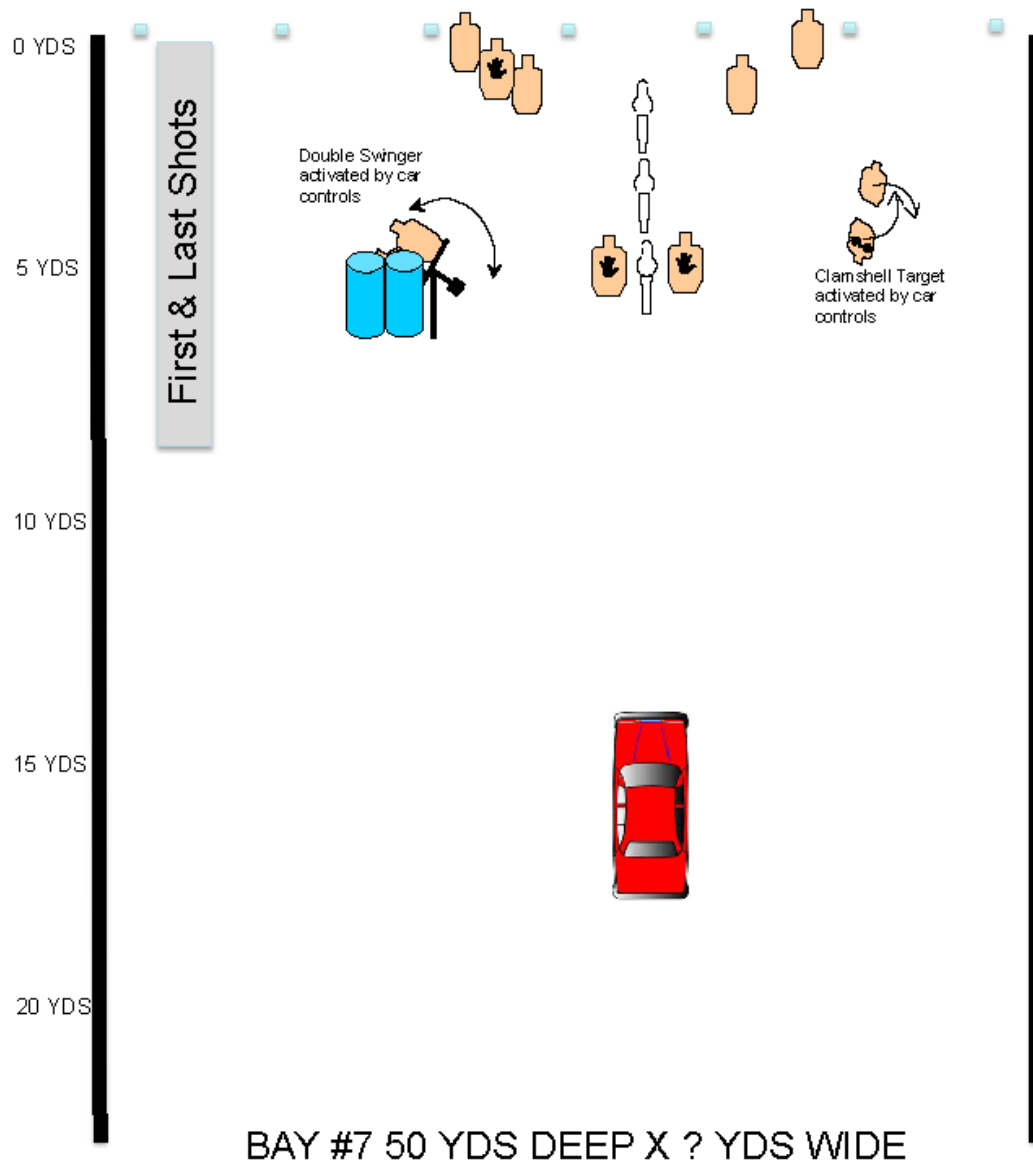 0 YDS
First & Last Shots
Double Swinger
activated by car
controls
5 YDS
Clamshell Target
activated by car
controls
10 YDS
15 YDS
20 YDS
BAY #7 50 YDS DEEP X ? YDS WIDE